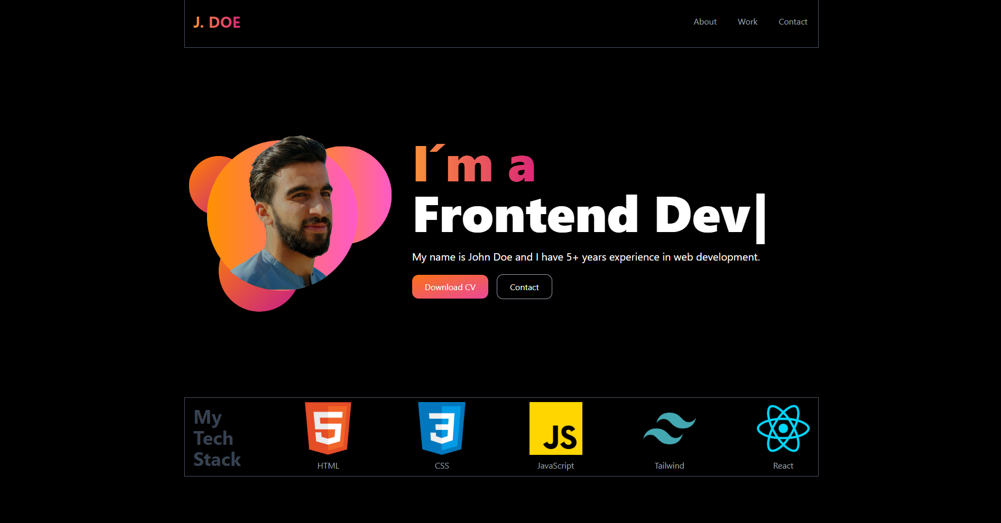 J. DOE
About
Work
Contact
I´m a
Frontend Dev|
My name is John Doe and I have 5+ years experience in web development.
Download CV
Contact
My
Tech
Stack
5
HTML
3
CSS
JS
JavaScript
Tailwind
React